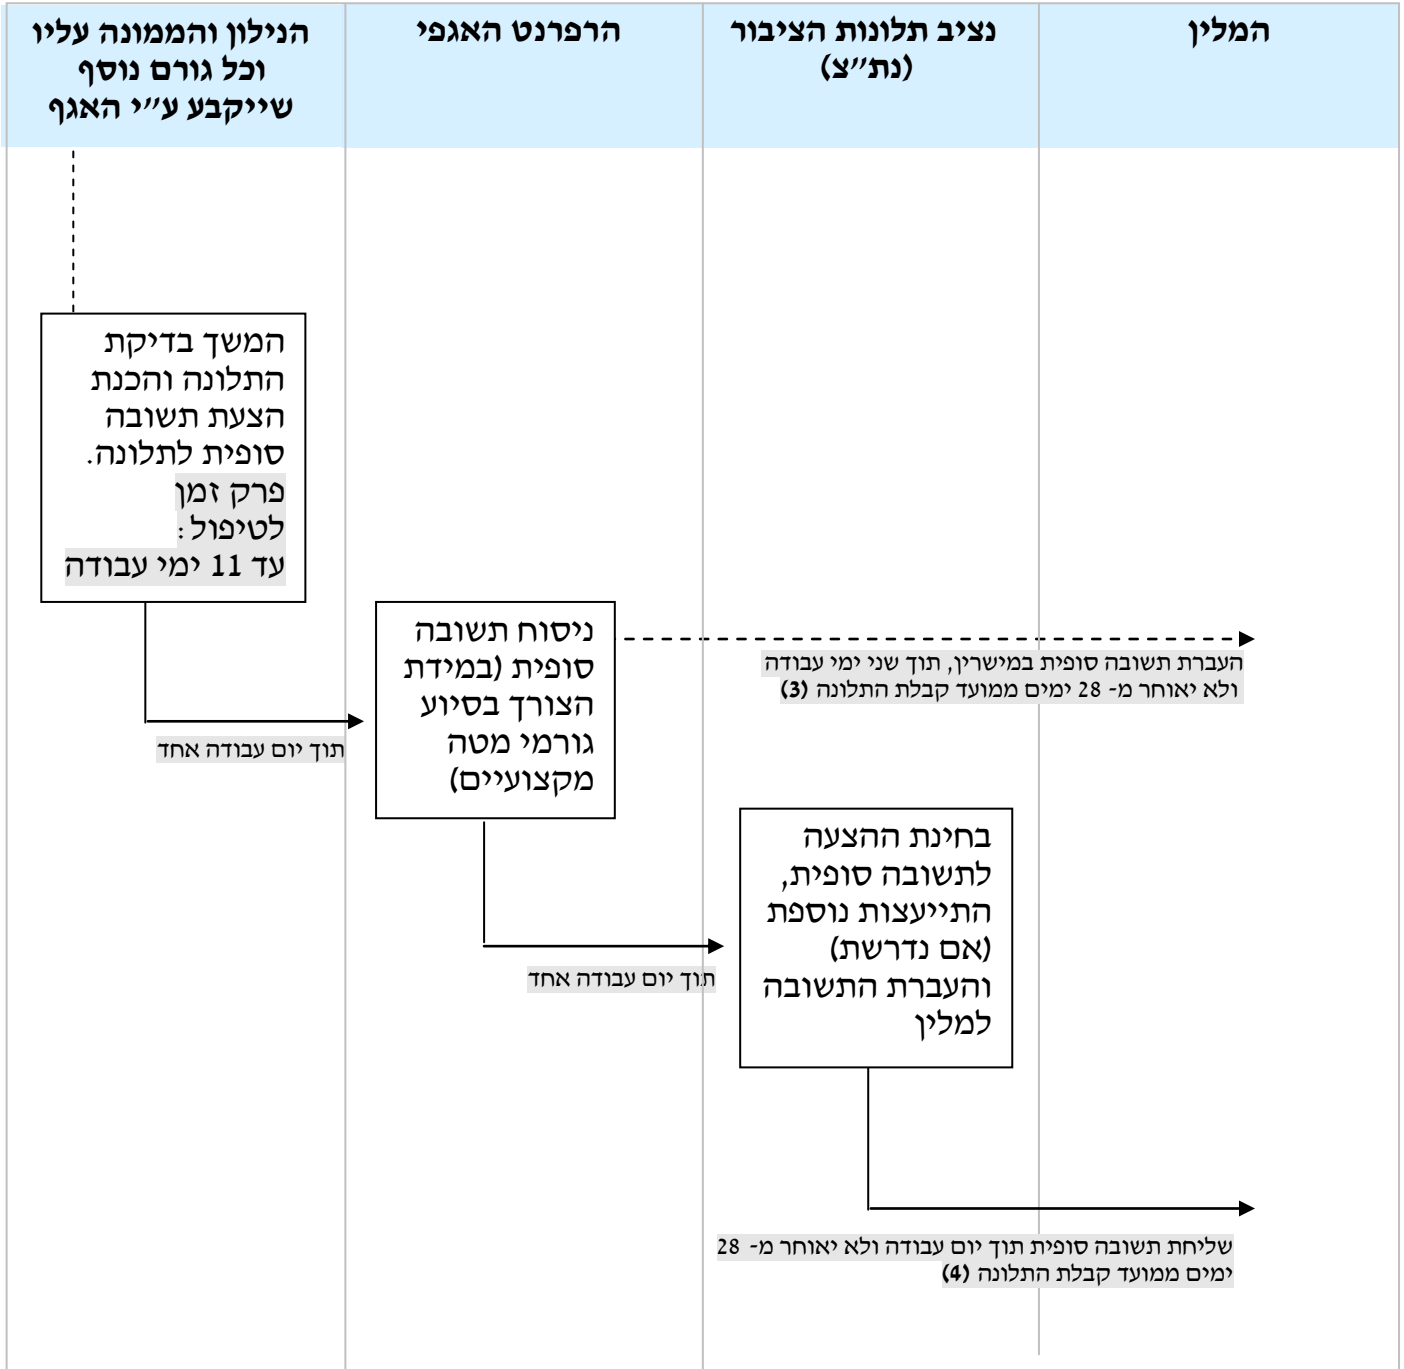 המלין
נציב תלונות הציבור
(נת״צ)
הרפרנט האגפי
הנילון והממונה עליו
וכל גורם נוסף
שייקבע ע״י האגף
המשך בדיקת
התלונה והכנת
הצעת תשובה
סופית לתלונה.
פרק זמן
לטיפול:
עד 11 ימי עבודה
תוך יום עבודה אחד
ניסוח תשובה
סופית (במידת
הצורך בסיוע
גורמי מטה
מקצועיים)
העברת תשובה סופית במישרין, תוך שני ימי עבודה
ולא יאוחר מ- 28 ימים ממועד קבלת התלונה (3)
תוך יום עבודה אחד
בחינת ההצעה
לתשובה סופית,
התייעצות נוספת
(אם נדרשת)
והעברת התשובה
למלין
שליחת תשובה סופית תוך יום עבודה ולא יאוחר מ- 28
ימים ממועד קבלת התלונה (4)